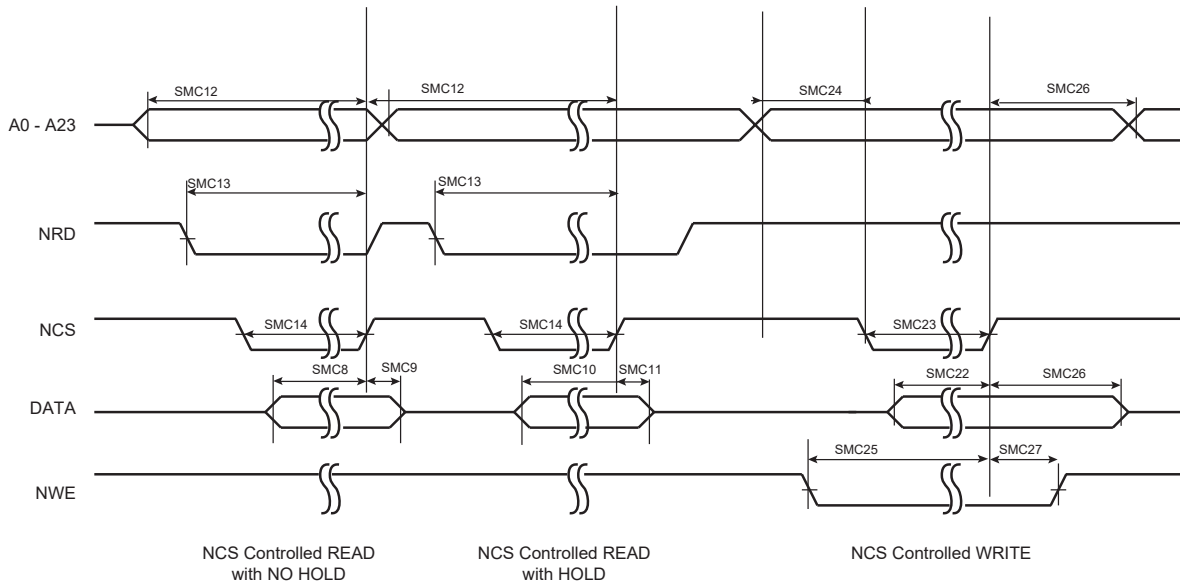 SMC12
SMC12
SMC24
SMC26
A0 - A23
SMC13
SMC13
NRD
SMC14
SMC14
SMC23
NCS
SMC8
SMC9
SMC10
SMC11
SMC22
SMC26
DATA
SMC25
SMC27
NWE
NCS Controlled READ
with NO HOLD
NCS Controlled READ
with HOLD
NCS Controlled WRITE